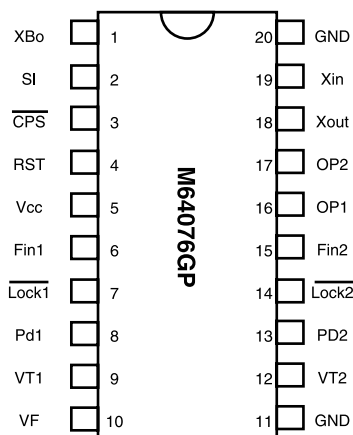 XBo 1 20 GND
SI 2 19 Xin
CPS 3 18 Xout
RST 4 17 OP2
Vcc 5 16 OP1
Fin1 6 15 Fin2
Lock1 7 14 Lock2
Pd1 8 13 PD2
VT1 9 12 VT2
VF 10 11 GND
M64076GP